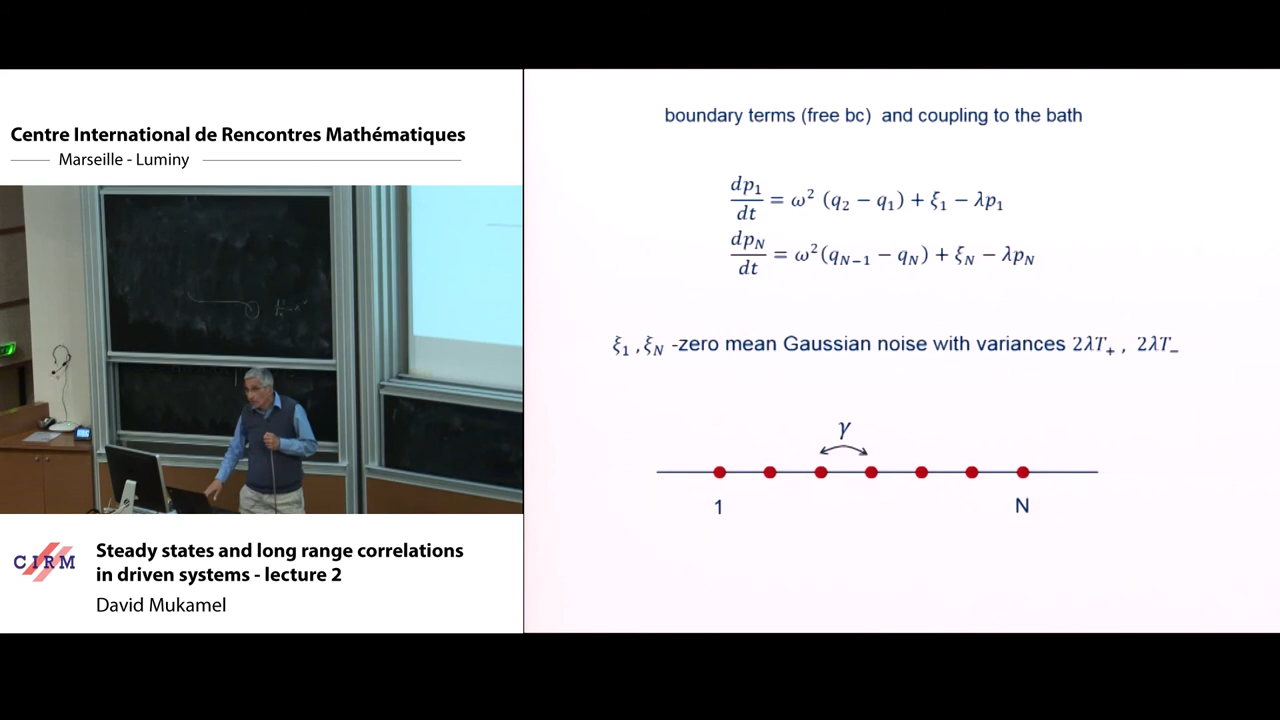 Centre International de Rencontres Mathématiques
Marseille - Luminy
CIRM
Steady states and long range correlations
in driven systems - lecture 2
David Mukamel
boundary terms (free bc) and coupling to the bath
dp₁/dt = ω² (q₂ − q₁) + ξ₁ − λp₁
dp_N/dt = ω²(q_{N−1} − q_N) + ξ_N − λp_N
ξ₁ , ξ_N -zero mean Gaussian noise with variances 2λT₊ , 2λT₋
γ
1 N